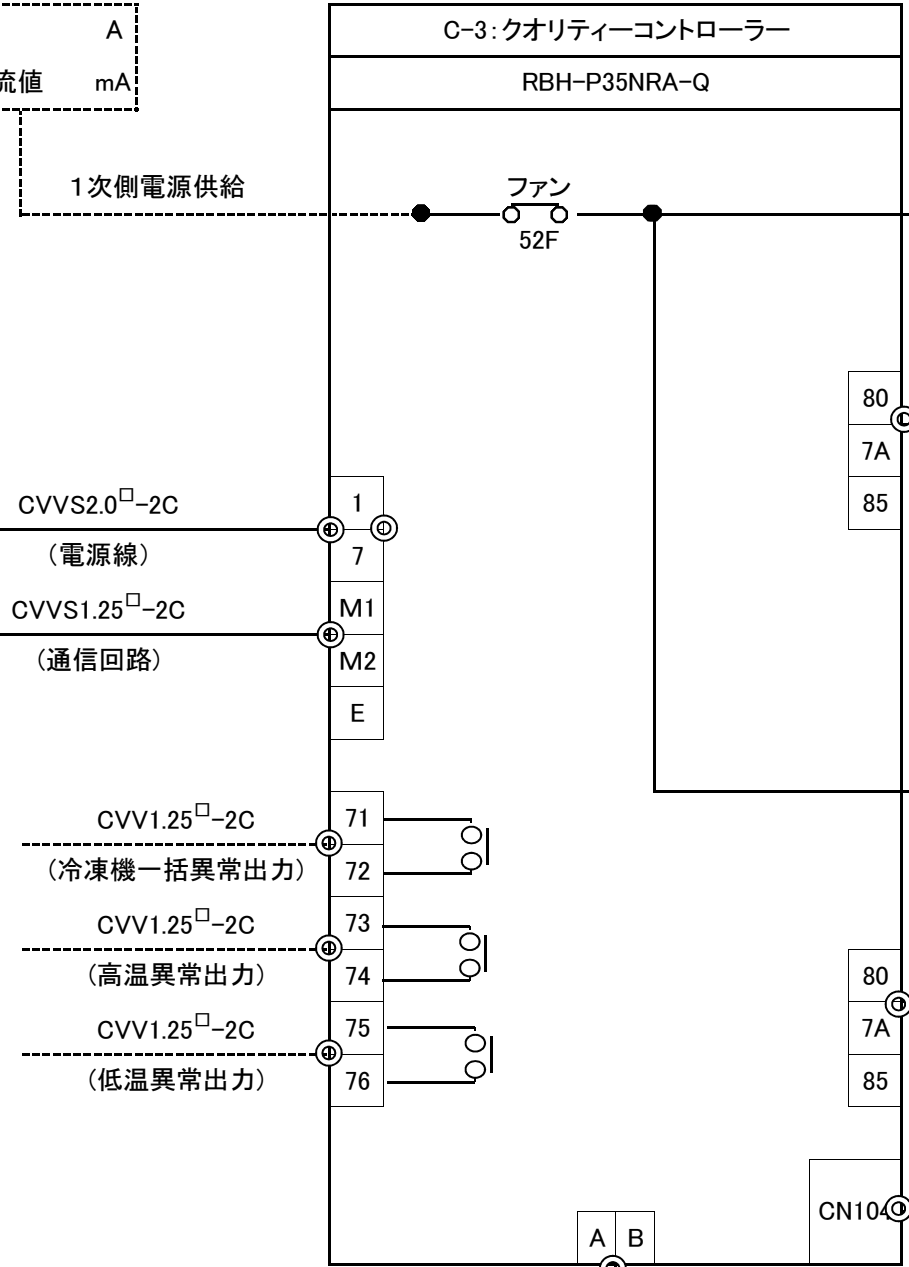 A
流値 mA
C-3:クオリティーコントローラー
RBH-P35NRA-Q
1次側電源供給
ファン
52F
80
7A
85
CVVS2.0□-2C
(電源線)
1
7
CVVS1.25□-2C
(通信回路)
M1
M2
E
CVV1.25□-2C
(冷凍機一括異常出力)
71
72
CVV1.25□-2C
(高温異常出力)
73
74
CVV1.25□-2C
(低温異常出力)
75
76
80
7A
85
CN104
A B